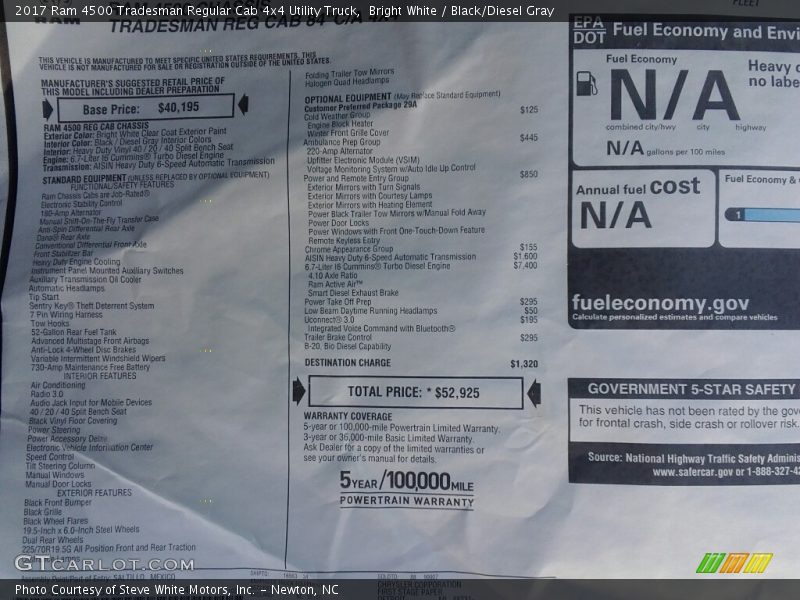 2017 Ram 4500 Tradesman Regular Cab 4x4 Utility Truck, Bright White / Black/Diesel Gray
TRADESMAN REG CAB 84" C/A 4X4
THIS VEHICLE IS MANUFACTURED TO MEET SPECIFIC UNITED STATES REQUIREMENTS. THIS
VEHICLE IS NOT MANUFACTURED FOR SALE OR REGISTRATION OUTSIDE OF THE UNITED STATES.
MANUFACTURER'S SUGGESTED RETAIL PRICE OF
THIS MODEL INCLUDING DEALER PREPARATION
Base Price: $40,195
RAM 4500 REG CAB CHASSIS
Exterior Color: Bright White Clear Coat Exterior Paint
Interior Color: Black / Diesel Gray Interior Colors
Interior: Heavy Duty Vinyl 40 / 20 / 40 Split Bench Seat
Engine: 6.7-Liter I6 Cummins® Turbo Diesel Engine
Transmission: AISIN Heavy Duty 6-Speed Automatic Transmission
STANDARD EQUIPMENT (UNLESS REPLACED BY OPTIONAL EQUIPMENT)
FUNCTIONAL/SAFETY FEATURES
Ram Chassis Cabs are Job-Rated®
Electronic Stability Control
180-Amp Alternator
Manual Shift-On-The-Fly Transfer Case
Anti-Spin Differential Rear Axle
Dana® Rear Axle
Conventional Differential Front Axle
Front Stabilizer Bar
Heavy Duty Engine Cooling
Instrument Panel Mounted Auxiliary Switches
Auxiliary Transmission Oil Cooler
Automatic Headlamps
Tip Start
Sentry Key® Theft Deterrent System
7 Pin Wiring Harness
Tow Hooks
52-Gallon Rear Fuel Tank
Advanced Multistage Front Airbags
Anti-Lock 4-Wheel Disc Brakes
Variable Intermittent Windshield Wipers
730-Amp Maintenance Free Battery
INTERIOR FEATURES
Air Conditioning
Radio 3.0
Audio Jack Input for Mobile Devices
40 / 20 / 40 Split Bench Seat
Black Vinyl Floor Covering
Power Steering
Power Accessory Delay
Electronic Vehicle Information Center
Speed Control
Tilt Steering Column
Manual Windows
Manual Door Locks
EXTERIOR FEATURES
Black Front Bumper
Black Grille
Black Wheel Flares
19.5-Inch x 6.0-Inch Steel Wheels
Dual Rear Wheels
225/70R19.5G All Position Front and Rear Traction
Folding Trailer Tow Mirrors
Halogen Quad Headlamps
OPTIONAL EQUIPMENT (May Replace Standard Equipment)
Customer Preferred Package 29A
Cold Weather Group $125
Engine Block Heater
Winter Front Grille Cover
Ambulance Prep Group $445
220-Amp Alternator
Upfitter Electronic Module (VSIM)
Voltage Monitoring System w/Auto Idle Up Control
Power and Remote Entry Group $850
Exterior Mirrors with Turn Signals
Exterior Mirrors with Courtesy Lamps
Exterior Mirrors with Heating Element
Power Black Trailer Tow Mirrors w/Manual Fold Away
Power Door Locks
Power Windows with Front One-Touch-Down Feature
Remote Keyless Entry
Chrome Appearance Group $155
AISIN Heavy Duty 6-Speed Automatic Transmission $1,600
6.7-Liter I6 Cummins® Turbo Diesel Engine $7,400
4.10 Axle Ratio
Ram Active Air™
Smart Diesel Exhaust Brake
Power Take Off Prep $295
Low Beam Daytime Running Headlamps $50
Uconnect® 3.0 $195
Integrated Voice Command with Bluetooth®
Trailer Brake Control $295
B-20, Bio Diesel Capability
DESTINATION CHARGE $1,320
TOTAL PRICE: * $52,925
WARRANTY COVERAGE
5-year or 100,000-mile Powertrain Limited Warranty.
3-year or 36,000-mile Basic Limited Warranty.
Ask Dealer for a copy of the limited warranties or
see your owner's manual for details.
5YEAR/100,000MILE
POWERTRAIN WARRANTY
FLEET
EPA
DOT Fuel Economy and Envi
Fuel Economy
N/A
Heavy
no labe
combined city/hwy city highway
N/A gallons per 100 miles
Annual fuel cost
N/A
Fuel Economy &
1
fueleconomy.gov
Calculate personalized estimates and compare vehicles
GOVERNMENT 5-STAR SAFETY
This vehicle has not been rated by the gove
for frontal crash, side crash or rollover risk.
Source: National Highway Traffic Safety Adminis
www.safercar.gov or 1-888-327-42
GTCARLOT.COM
SALTILLO, MEXICO
CHRYSLER CORPORATION
Photo Courtesy of Steve White Motors, Inc. – Newton, NC